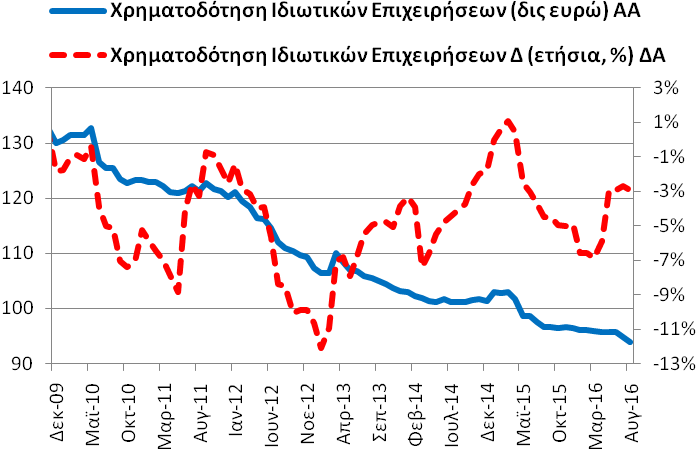 Χρηματοδότηση Ιδιωτικών Επιχειρήσεων (δις ευρώ) ΑΑ
Χρηματοδότηση Ιδιωτικών Επιχειρήσεων Δ (ετήσια, %) ΔΑ
140
130
120
110
100
90
3%
1%
-1%
-3%
-5%
-7%
-9%
-11%
-13%
Δεκ-09
Μαϊ-10
Οκτ-10
Μαρ-11
Αυγ-11
Ιαν-12
Ιουν-12
Νοε-12
Απρ-13
Σεπ-13
Φεβ-14
Ιουλ-14
Δεκ-14
Μαϊ-15
Οκτ-15
Μαρ-16
Αυγ-16